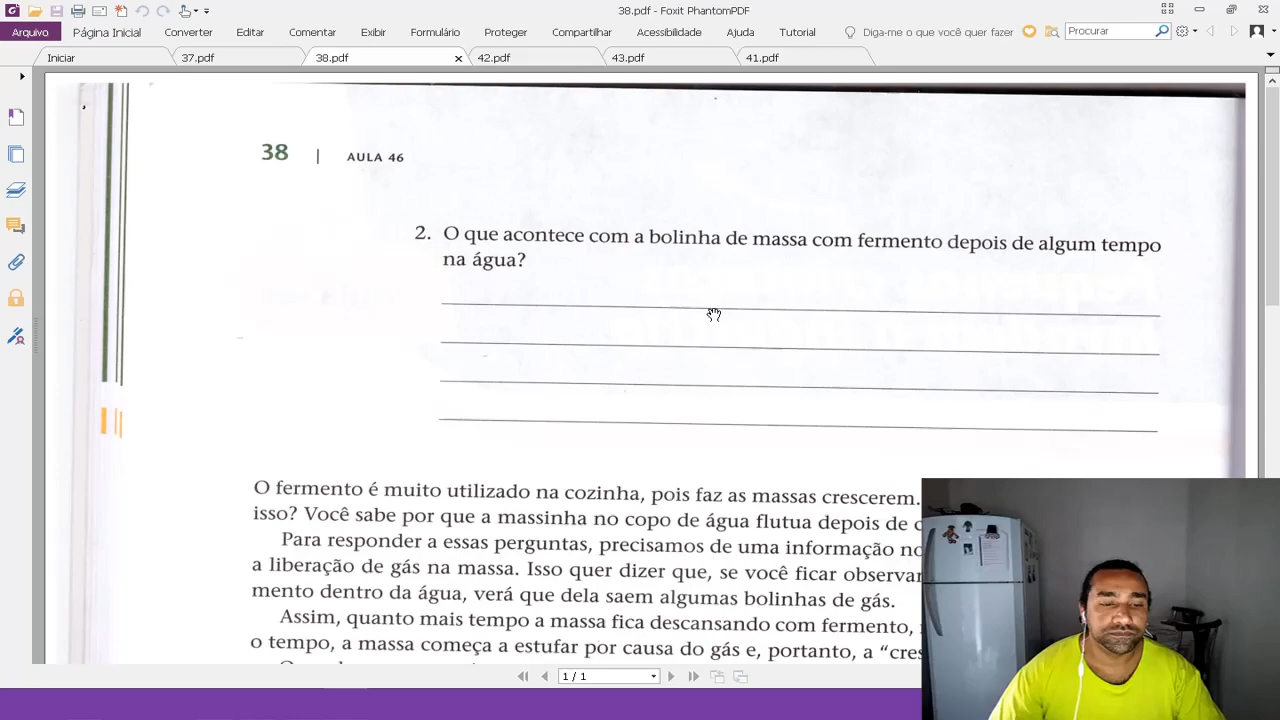 38.pdf - Foxit PhantomPDF
Arquivo Página Inicial Converter Editar Comentar Exibir Formulário Proteger Compartilhar Acessibilidade Ajuda Tutorial Diga-me o que você quer fazer Procurar
Iniciar 37.pdf 38.pdf 42.pdf 43.pdf 41.pdf
38 | AULA 46
2. O que acontece com a bolinha de massa com fermento depois de algum tempo
na água?
O fermento é muito utilizado na cozinha, pois faz as massas crescerem.
isso? Você sabe por que a massinha no copo de água flutua depois de
Para responder a essas perguntas, precisamos de uma informação
a liberação de gás na massa. Isso quer dizer que, se você ficar
mento dentro da água, verá que dela saem algumas bolinhas de gás.
Assim, quanto mais tempo a massa fica descansando com fermento,
o tempo, a massa começa a estufar por causa do gás e, portanto, a
1 / 1